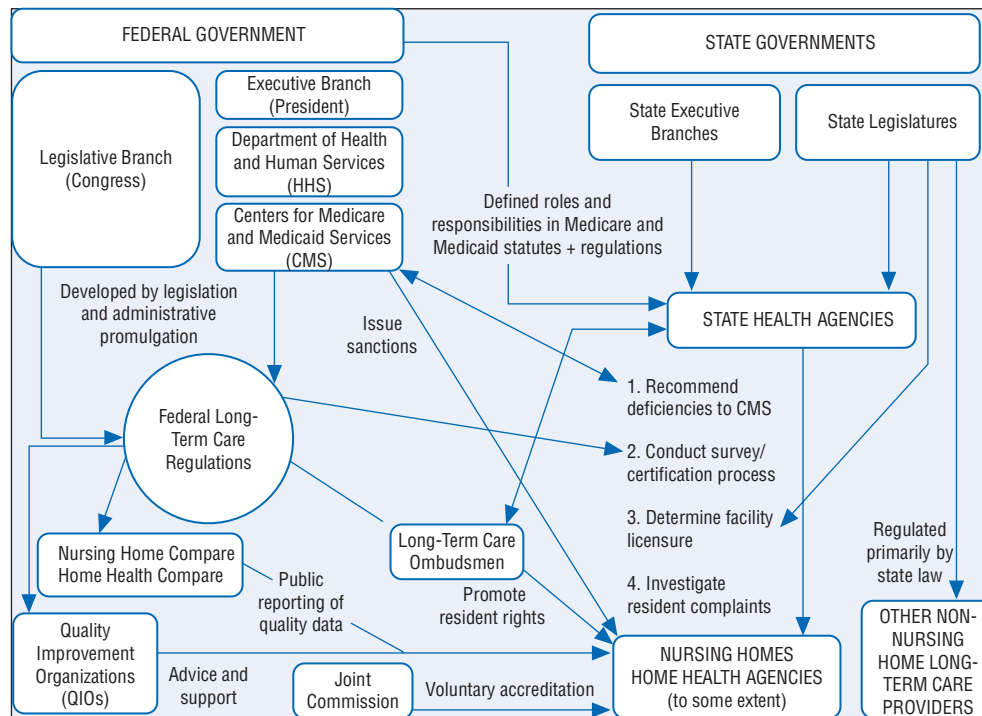 FEDERAL GOVERNMENT
STATE GOVERNMENTS
Legislative Branch
(Congress)
Executive Branch
(President)
Department of Health
and Human Services
(HHS)
Centers for Medicare
and Medicaid Services
(CMS)
State Executive
Branches
State Legislatures
Defined roles and
responsibilities in Medicare and
Medicaid statutes + regulations
Developed by legislation
and administrative
promulgation
Issue
sanctions
STATE HEALTH AGENCIES
1. Recommend
deficiencies to CMS
2. Conduct survey/
certification process
3. Determine facility
licensure
4. Investigate
resident complaints
Federal Long-
Term Care
Regulations
Regulated
primarily by
state law
Nursing Home Compare
Home Health Compare
Long-Term Care
Ombudsmen
Public
reporting of
quality data
Promote
resident rights
Quality
Improvement
Organizations
(QIOs)
Advice and
support
Joint
Commission
Voluntary accreditation
NURSING HOMES
HOME HEALTH AGENCIES
(to some extent)
OTHER NON-
NURSING
HOME LONG-
TERM CARE
PROVIDERS